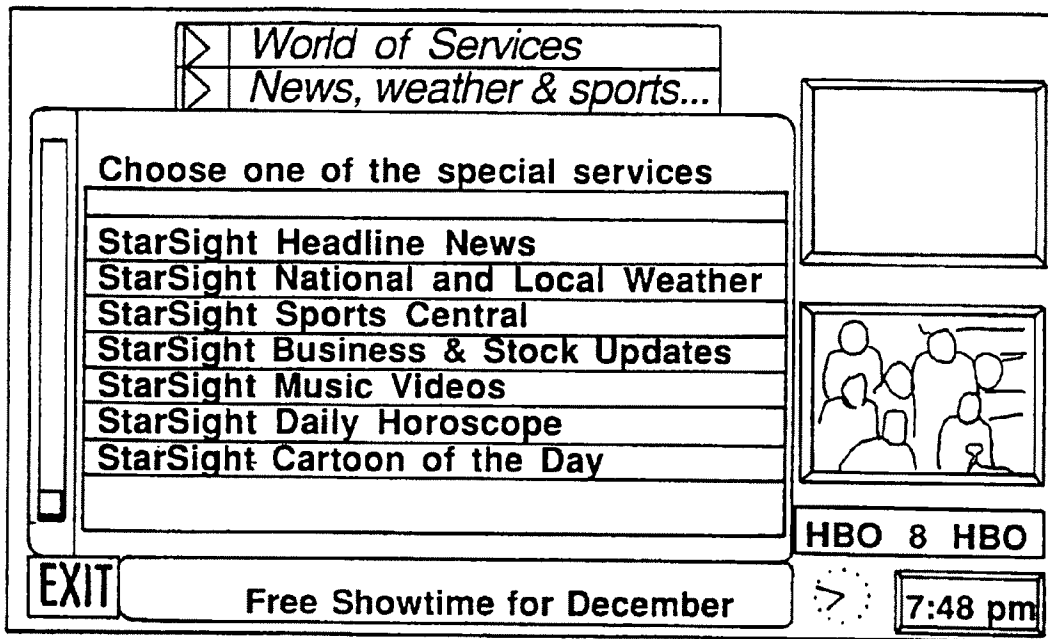 World of Services
News, weather & sports...
Choose one of the special services
StarSight Headline News
StarSight National and Local Weather
StarSight Sports Central
StarSight Business & Stock Updates
StarSight Music Videos
StarSight Daily Horoscope
StarSight Cartoon of the Day
HBO 8 HBO
EXIT
Free Showtime for December
7:48 pm